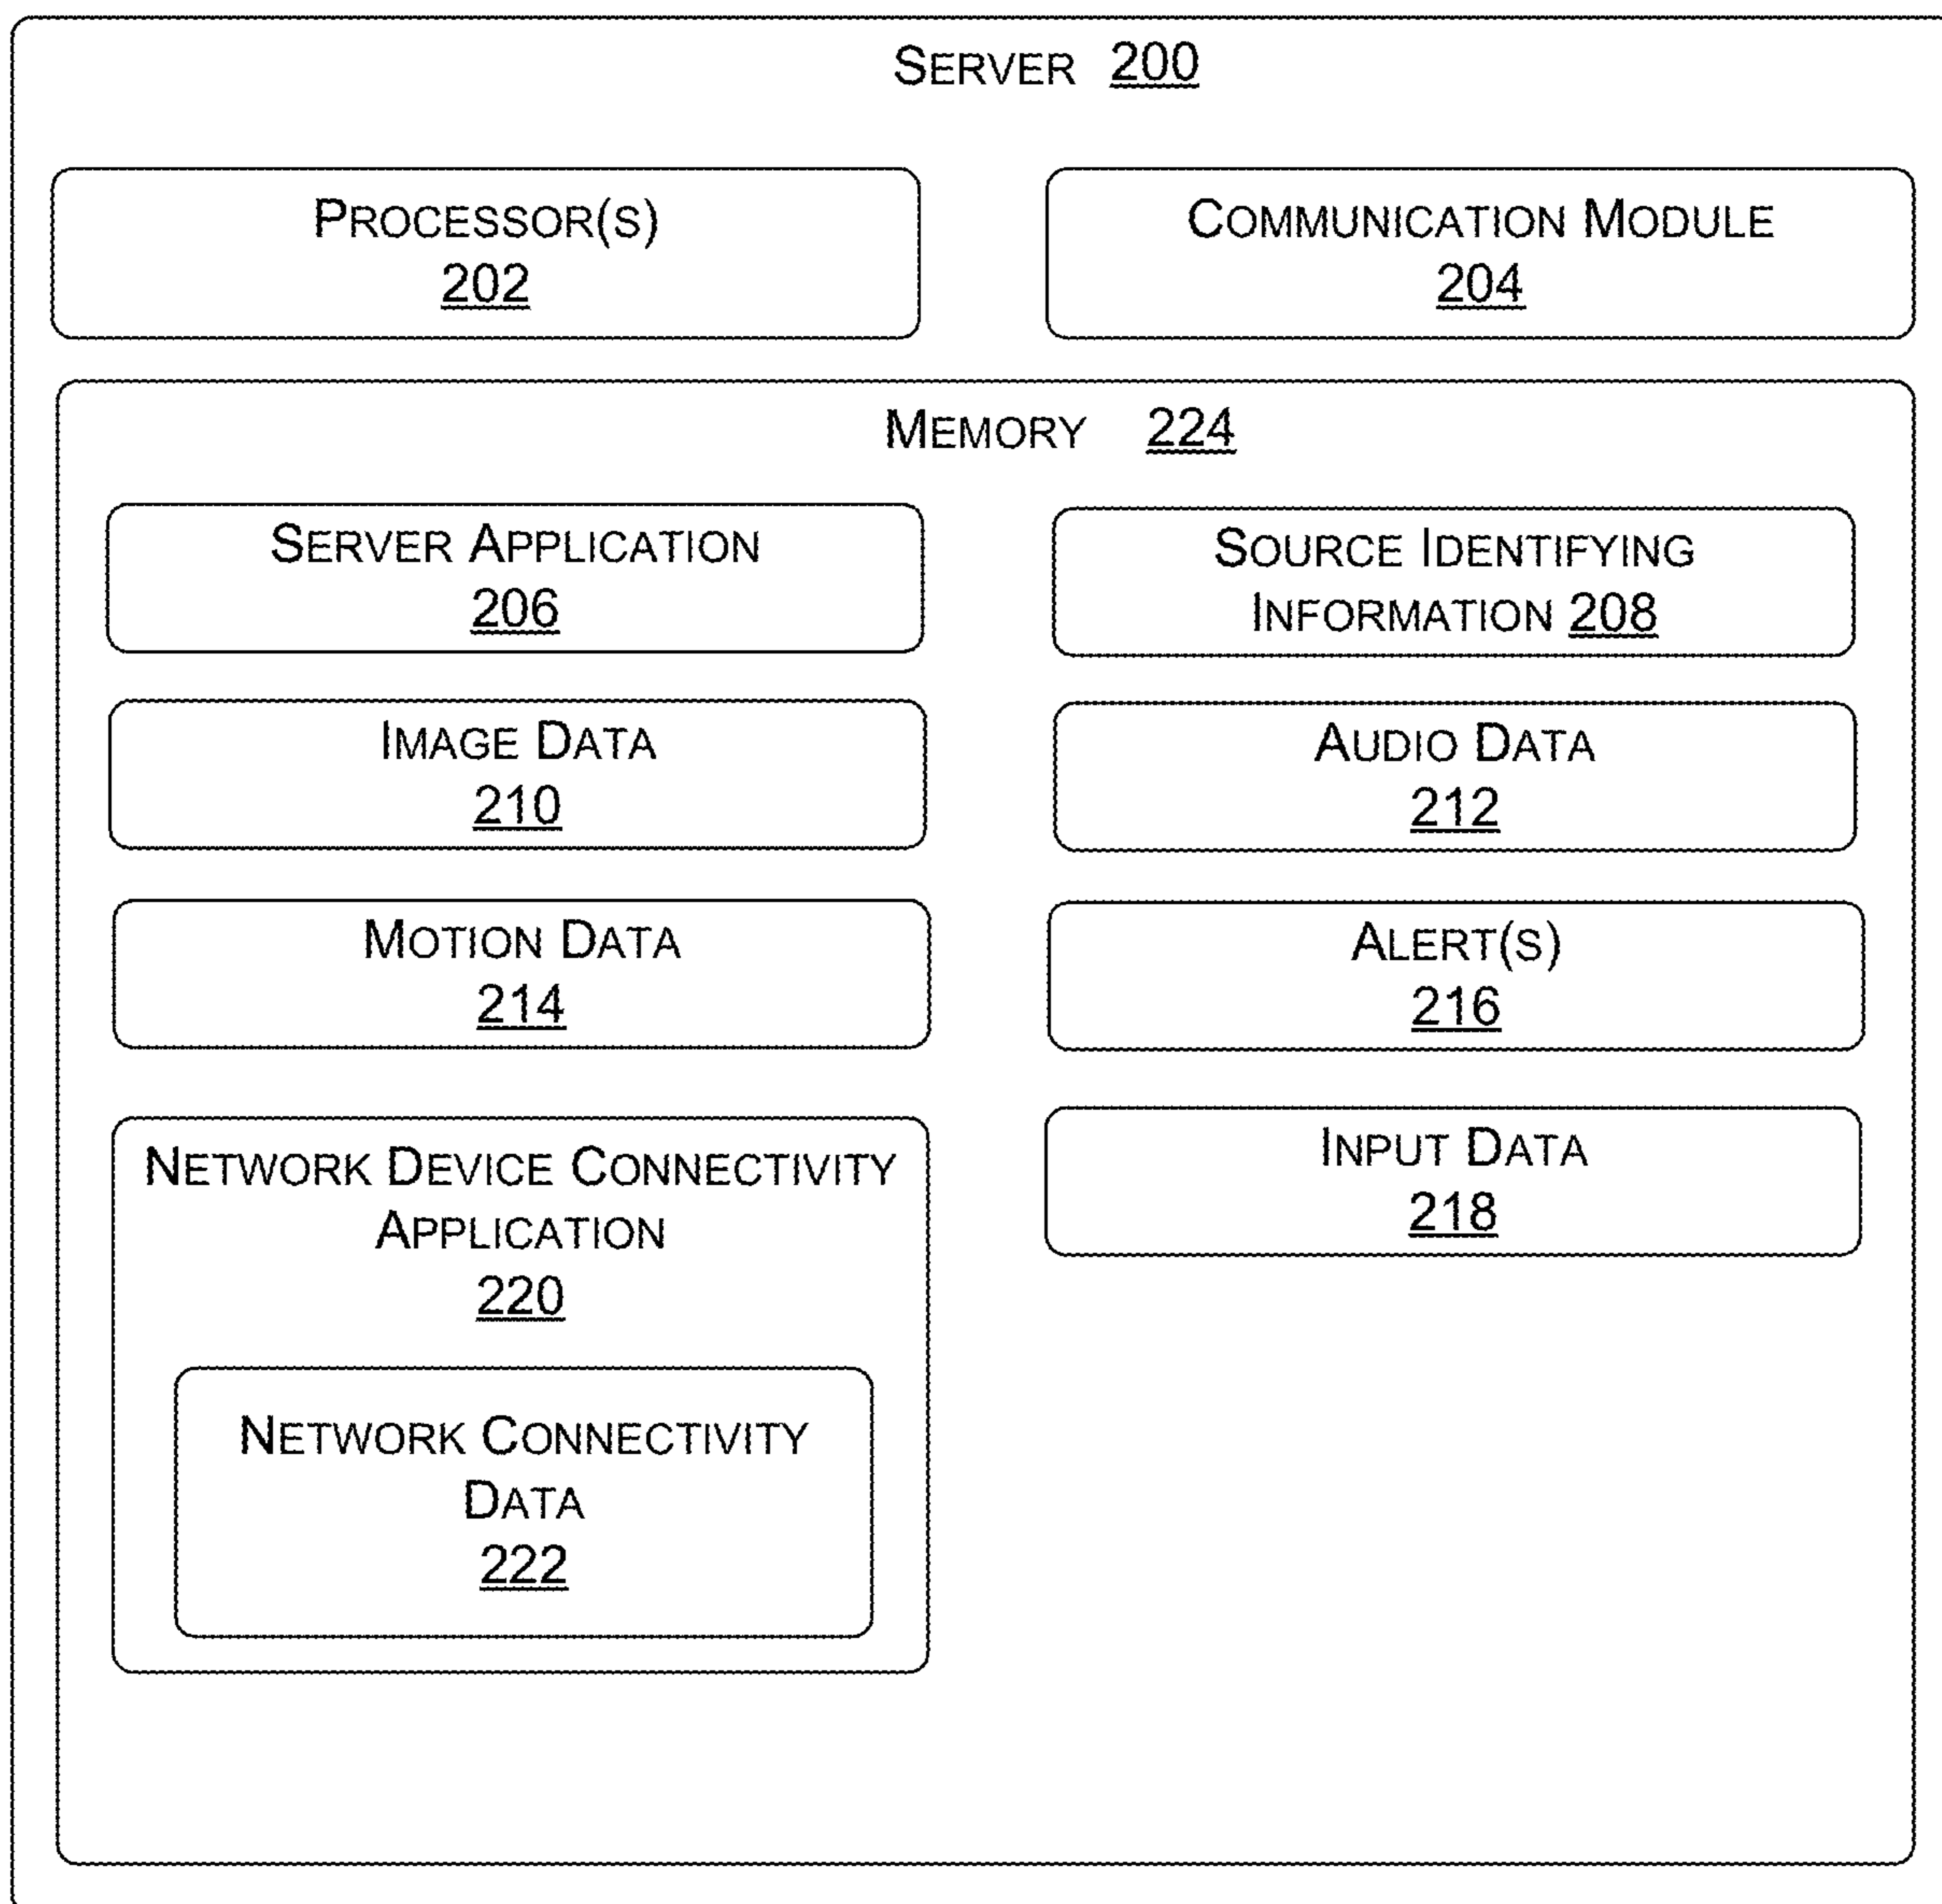 SERVER 200
PROCESSOR(S)
202
COMMUNICATION MODULE
204
MEMORY 224
SERVER APPLICATION
206
SOURCE IDENTIFYING
INFORMATION 208
IMAGE DATA
210
AUDIO DATA
212
MOTION DATA
214
ALERT(S)
216
NETWORK DEVICE CONNECTIVITY
APPLICATION
220
INPUT DATA
218
NETWORK CONNECTIVITY
DATA
222